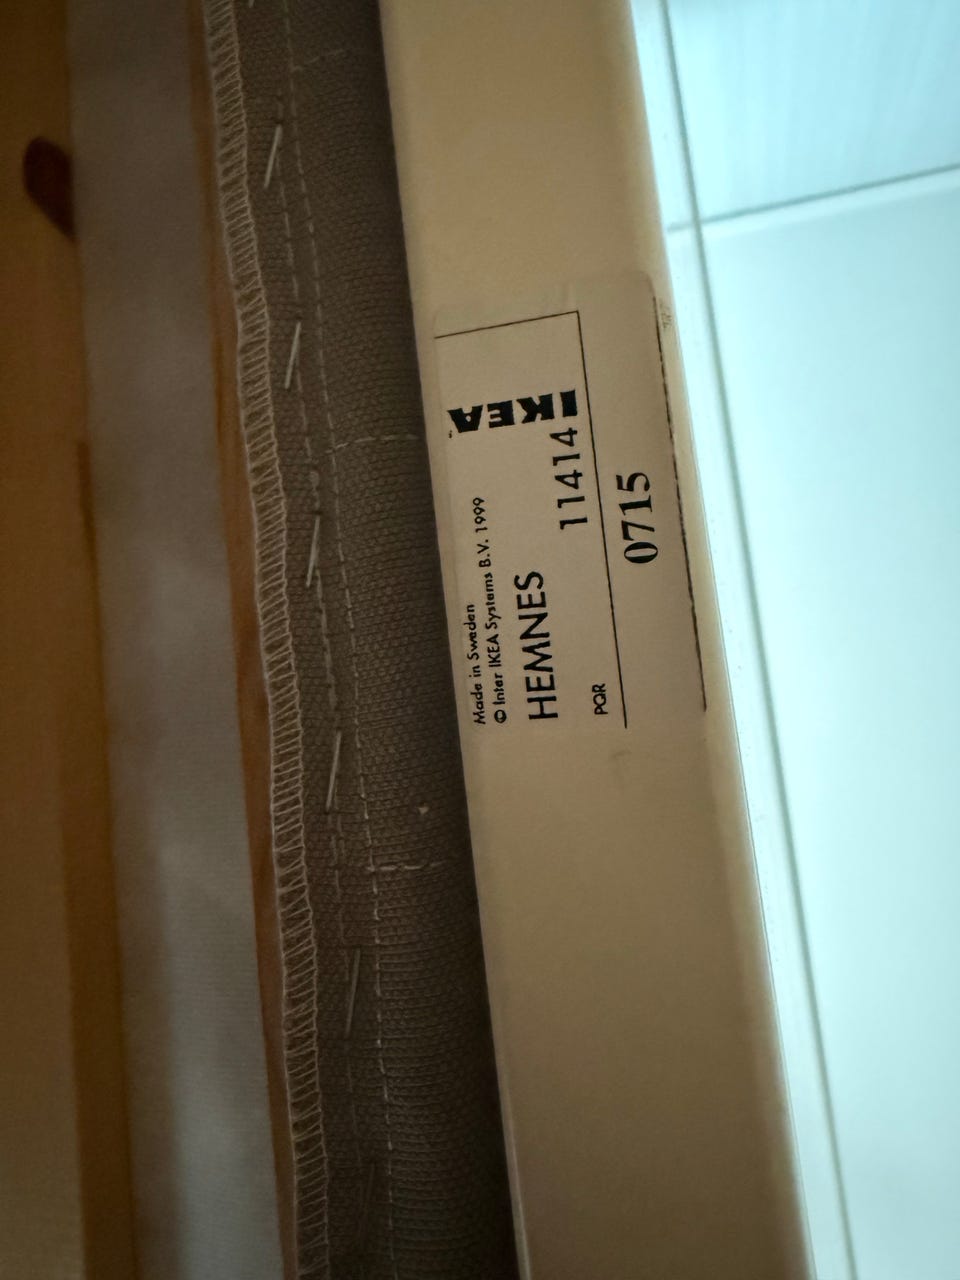 Made in Sweden
© Inter IKEA Systems B.V. 1999
IKEA
HEMNES
11414
PQR
0715